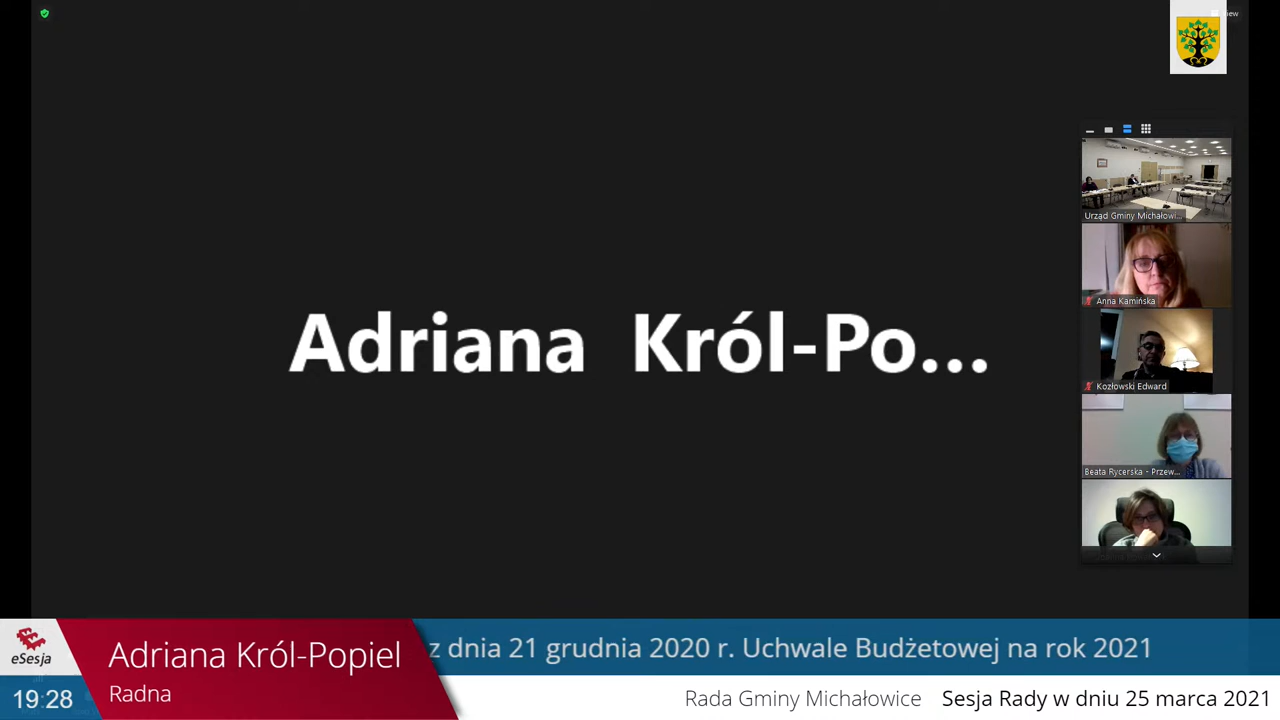 View
Urząd Gminy Michałowi...
Anna Kamińska
Kozłowski Edward
Beata Rycerska - Przew...
Adriana Król-Po...
eSesja
Adriana Król-Popiel
Radna
z dnia 21 grudnia 2020 r. Uchwale Budżetowej na rok 2021
19:28
Rada Gminy Michałowice Sesja Rady w dniu 25 marca 2021